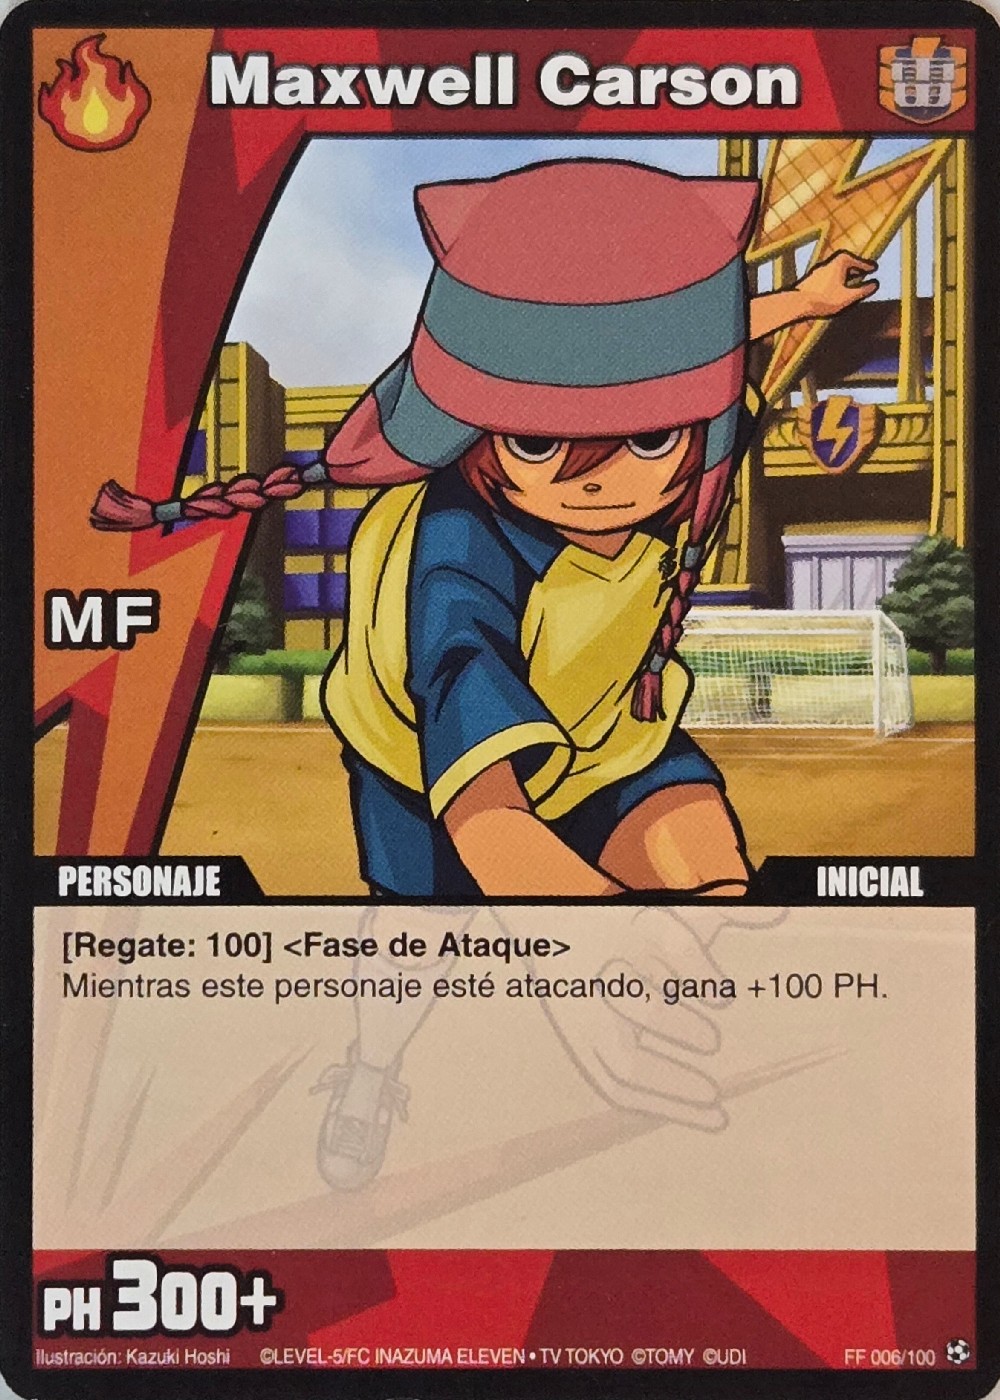 Maxwell Carson
MF
PERSONAJE
INICIAL
[Regate: 100] <Fase de Ataque>
Mientras este personaje esté atacando, gana +100 PH.
PH 300+
Ilustración: Kazuki Hoshi ©LEVEL-5/FC INAZUMA ELEVEN • TV TOKYO ©TOMY ©UDI FF 006/100